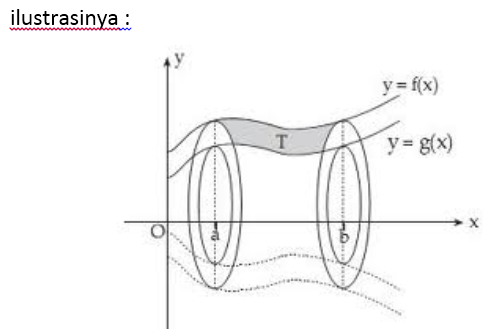 ilustrasinya :
y
y = f(x)
T
y = g(x)
O
a
b
x